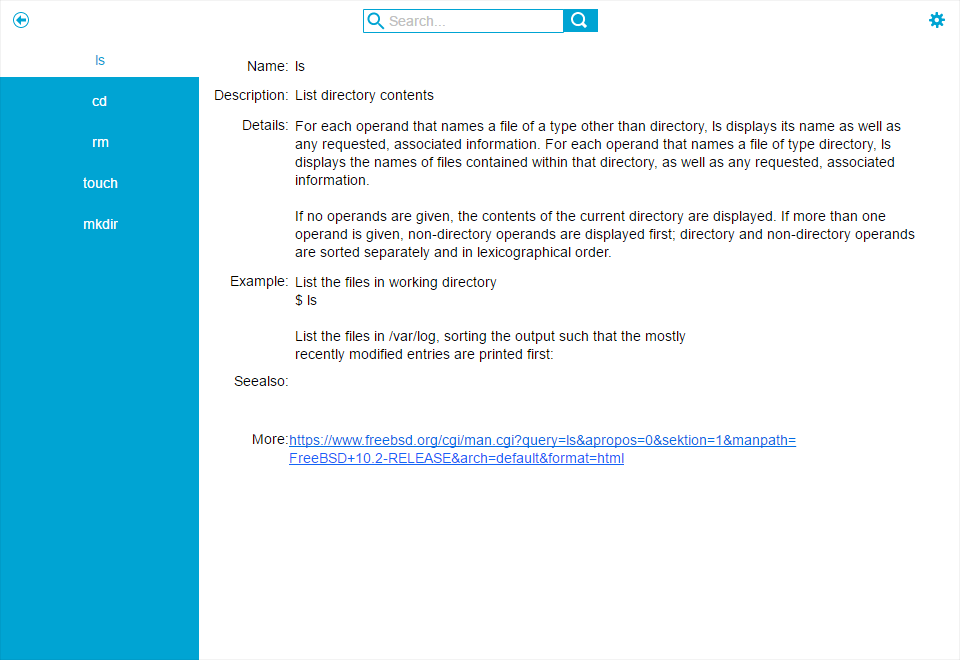 Search...
ls
cd
rm
touch
mkdir
Name: ls
Description: List directory contents
Details: For each operand that names a file of a type other than directory, ls displays its name as well as
any requested, associated information. For each operand that names a file of type directory, ls
displays the names of files contained within that directory, as well as any requested, associated
information.
If no operands are given, the contents of the current directory are displayed. If more than one
operand is given, non-directory operands are displayed first; directory and non-directory operands
are sorted separately and in lexicographical order.
Example: List the files in working directory
$ ls
List the files in /var/log, sorting the output such that the mostly
recently modified entries are printed first:
Seealso:
More:https://www.freebsd.org/cgi/man.cgi?query=ls&apropos=0&sektion=1&manpath=
FreeBSD+10.2-RELEASE&arch=default&format=html